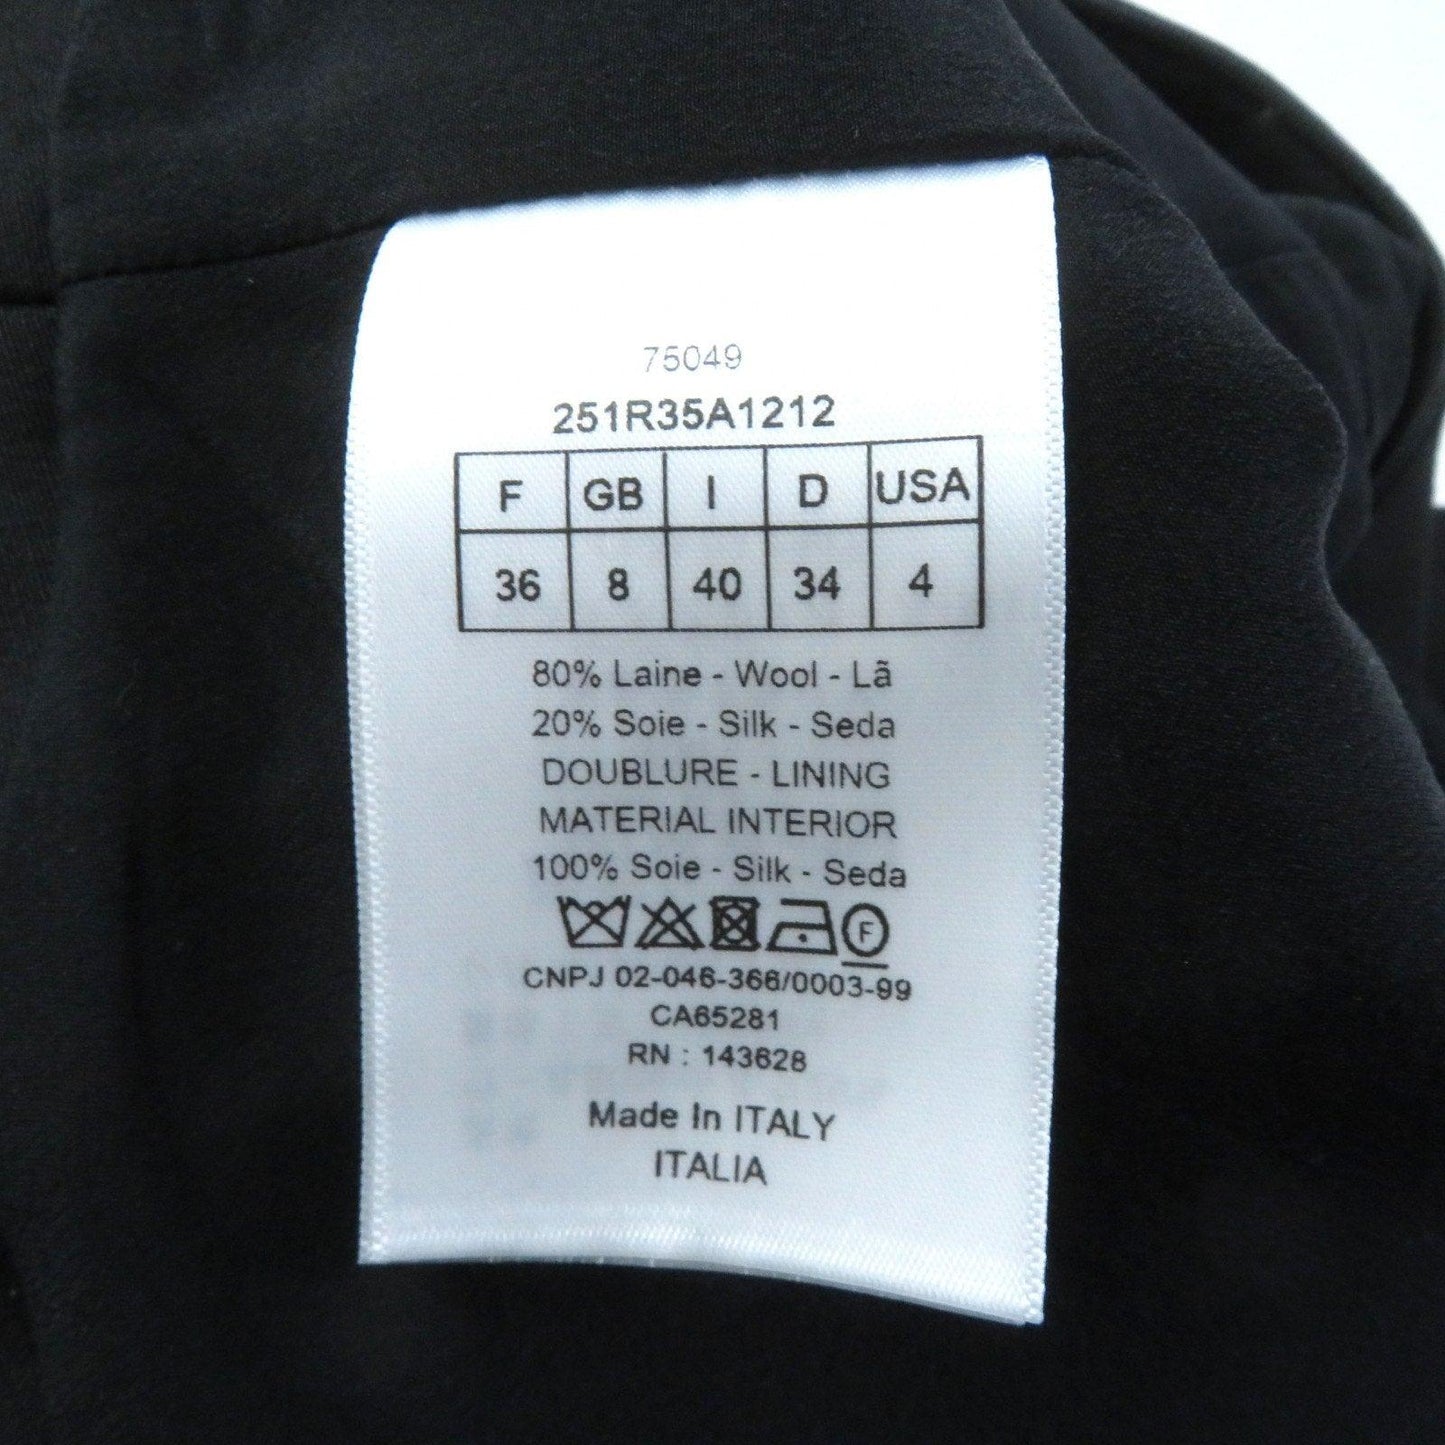 75049
251R35A1212
F GB I D USA
36 8 40 34 4
80% Laine - Wool - Lã
20% Soie - Silk - Seda
DOUBLURE - LINING
MATERIAL INTERIOR
100% Soie - Silk - Seda
F
CNPJ 02-046-366/0003-99
CA65281
RN : 143628
Made In ITALY
ITALIA